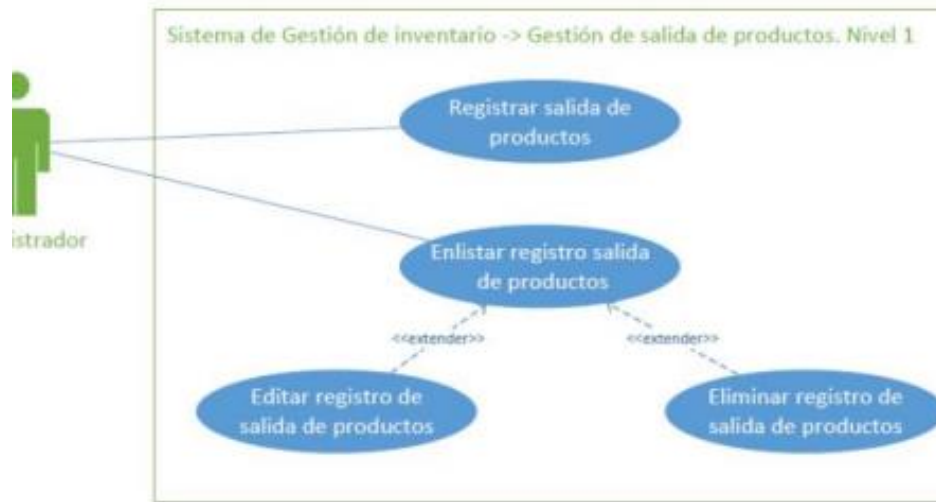 Sistema de Gestión de inventario -> Gestión de salida de productos. Nivel 1
Registrar salida de
productos
istrador
Enlistar registro salida
de productos
<<extender>>
<<extender>>
Editar registro de
salida de productos
Eliminar registro de
salida de productos